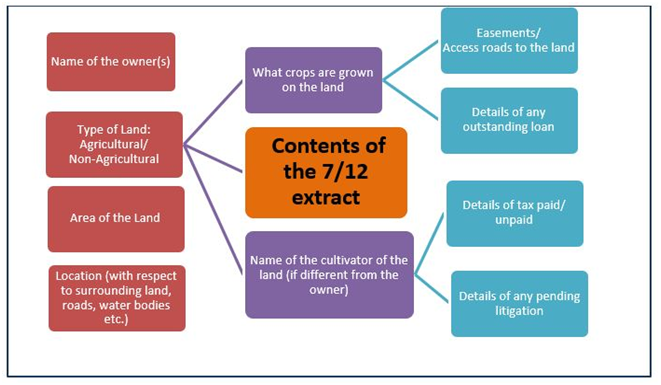 Name of the owner(s)
Type of Land:
Agricultural/
Non-Agricultural
Area of the Land
Location (with respect
to surrounding land,
roads, water bodies
etc.)
What crops are grown
on the land
Contents of
the 7/12
extract
Name of the cultivator of the
land (if different from the
owner)
Easements/
Access roads to the land
Details of any
outstanding loan
Details of tax paid/
unpaid
Details of any pending
litigation